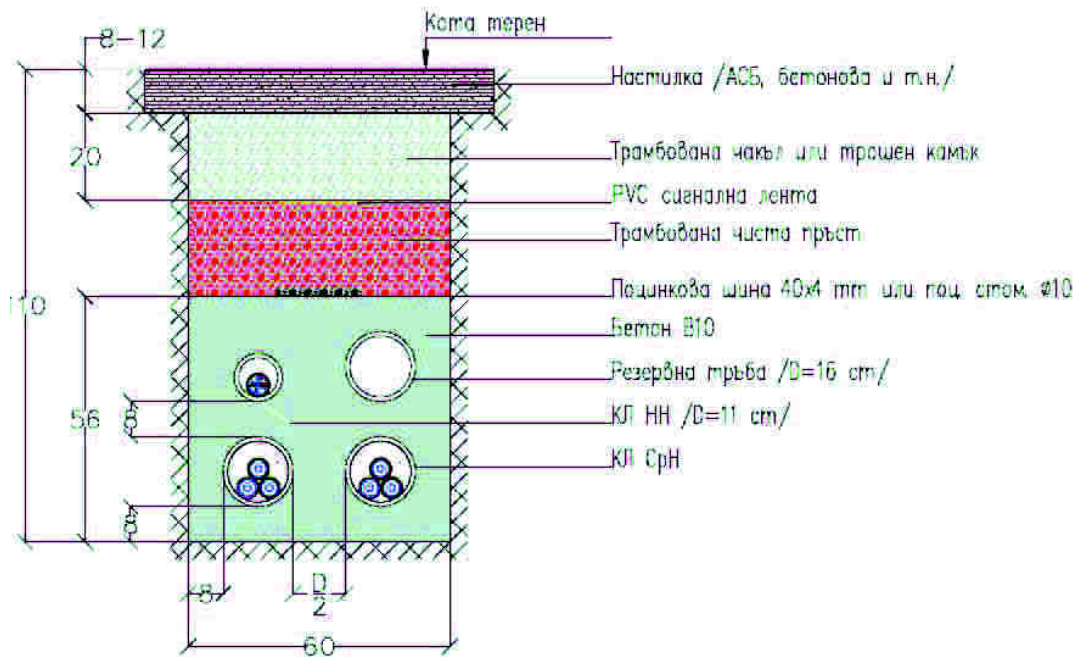 Кота терен
8-12
Настилка /АСБ, бетонова и т.н./
20
Трамбована чакъл или трошен камък
PVC сигнална лента
Трамбована чиста пръст
110
Поцинкова шина 40x4 mm или поц. стом. ø10
Бетон B10
Резервна тръба /D=16 cm/
56
8
КЛ НН /D=11 cm/
КЛ СрН
8
8
D
2
60